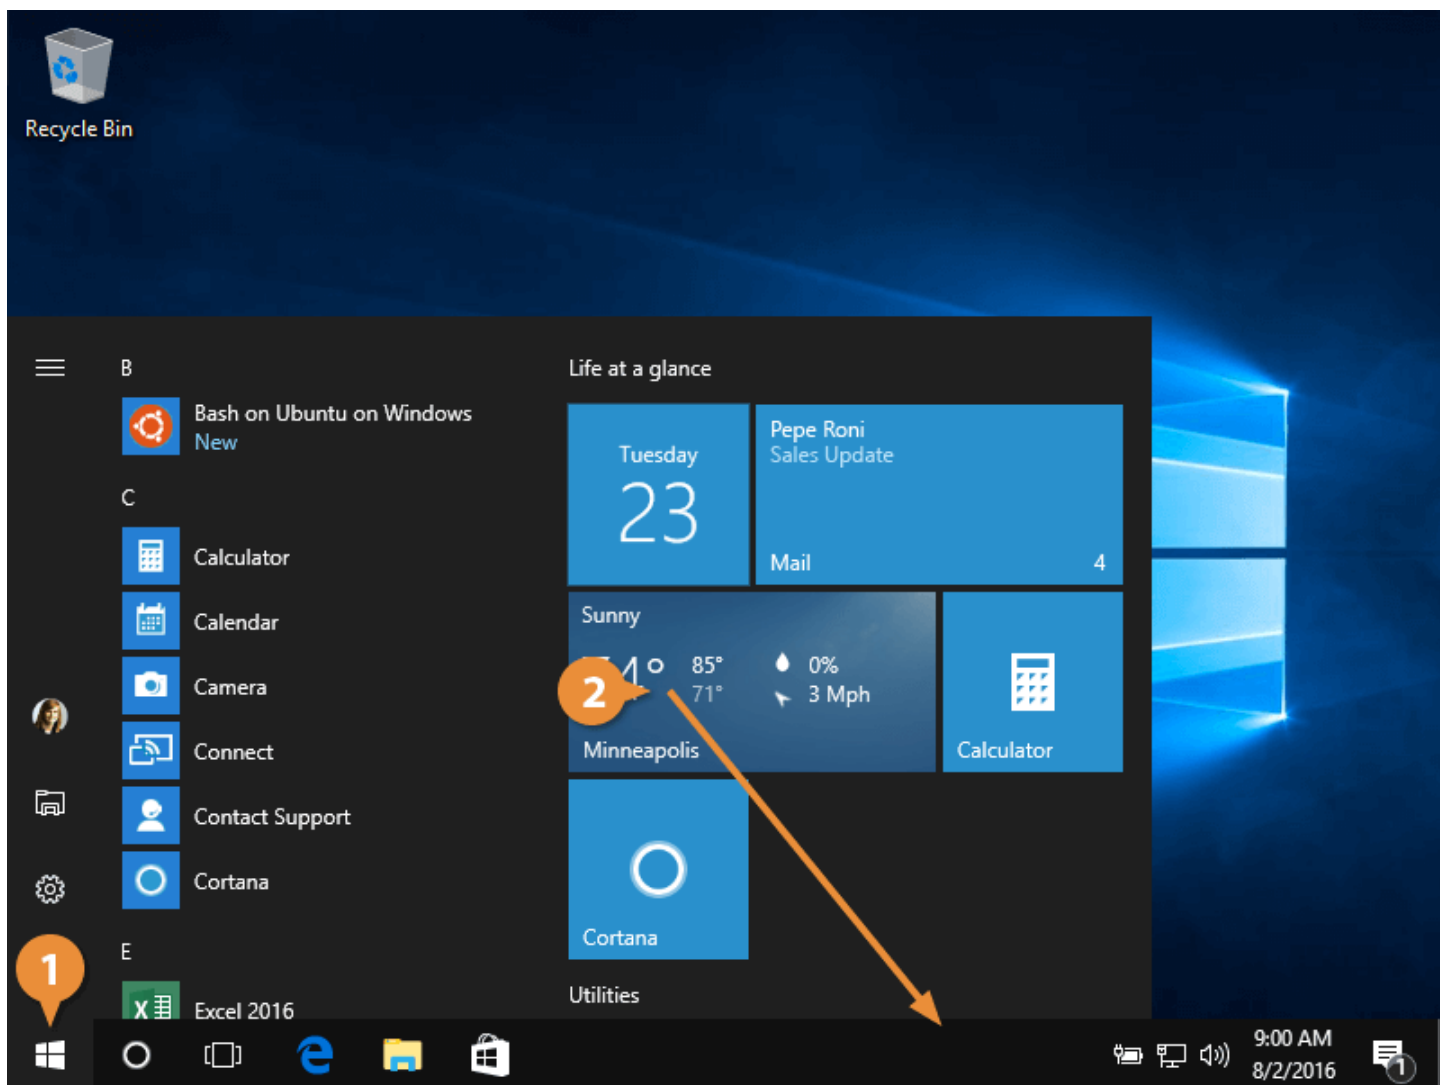 Recycle Bin
B
Bash on Ubuntu on Windows
New
C
Calculator
Calendar
Camera
Connect
Contact Support
Cortana
E
Excel 2016
Life at a glance
Tuesday
23
Pepe Roni
Sales Update
Mail 4
Sunny
85° 0%
71° 3 Mph
Minneapolis
Calculator
Cortana
Utilities
1
2
9:00 AM
8/2/2016
1